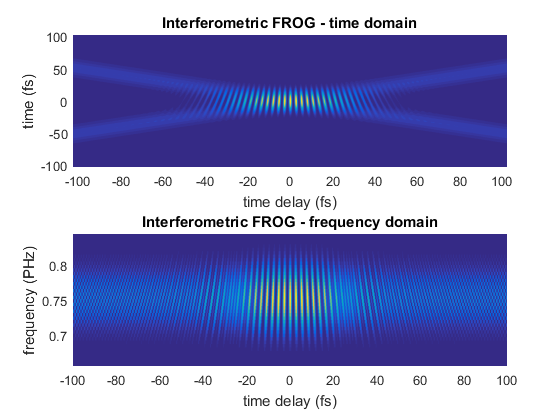 Interferometric FROG - time domain
100
50
0
-50
-100
time (fs)
-100 -80 -60 -40 -20 0 20 40 60 80 100
time delay (fs)
Interferometric FROG - frequency domain
0.8
0.75
0.7
frequency (PHz)
-100 -80 -60 -40 -20 0 20 40 60 80 100
time delay (fs)